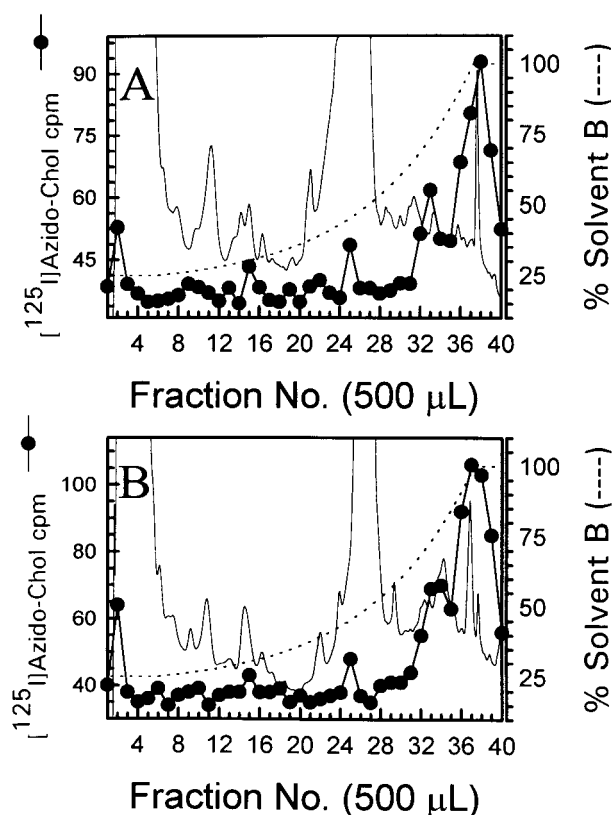 A
[125I]Azido-Chol cpm
90
75
60
45
100
75
50
25
% Solvent B (----)
4 8 12 16 20 24 28 32 36 40
Fraction No. (500 μL)
B
[125I]Azido-Chol cpm
100
80
60
40
100
75
50
25
% Solvent B (----)
4 8 12 16 20 24 28 32 36 40
Fraction No. (500 μL)